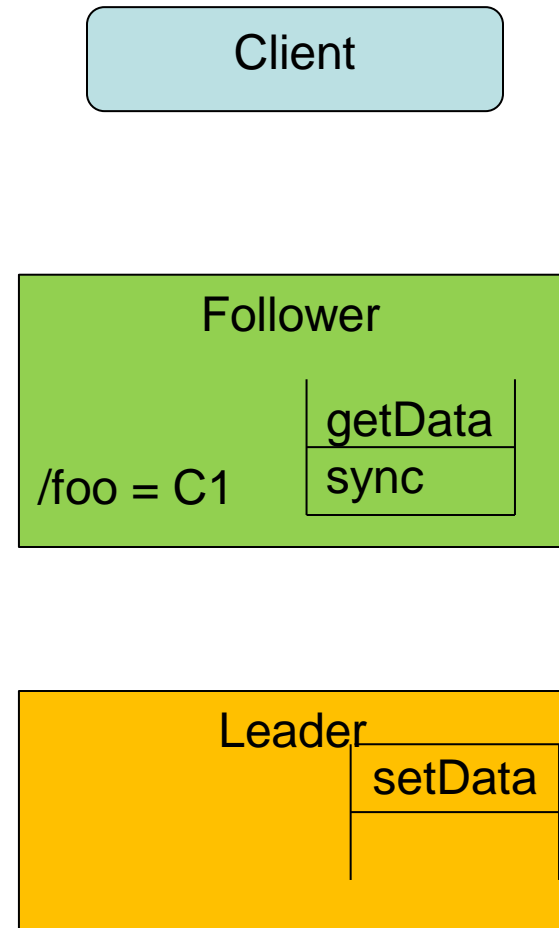 Client
Follower
getData
/foo = C1
sync
Leader
setData